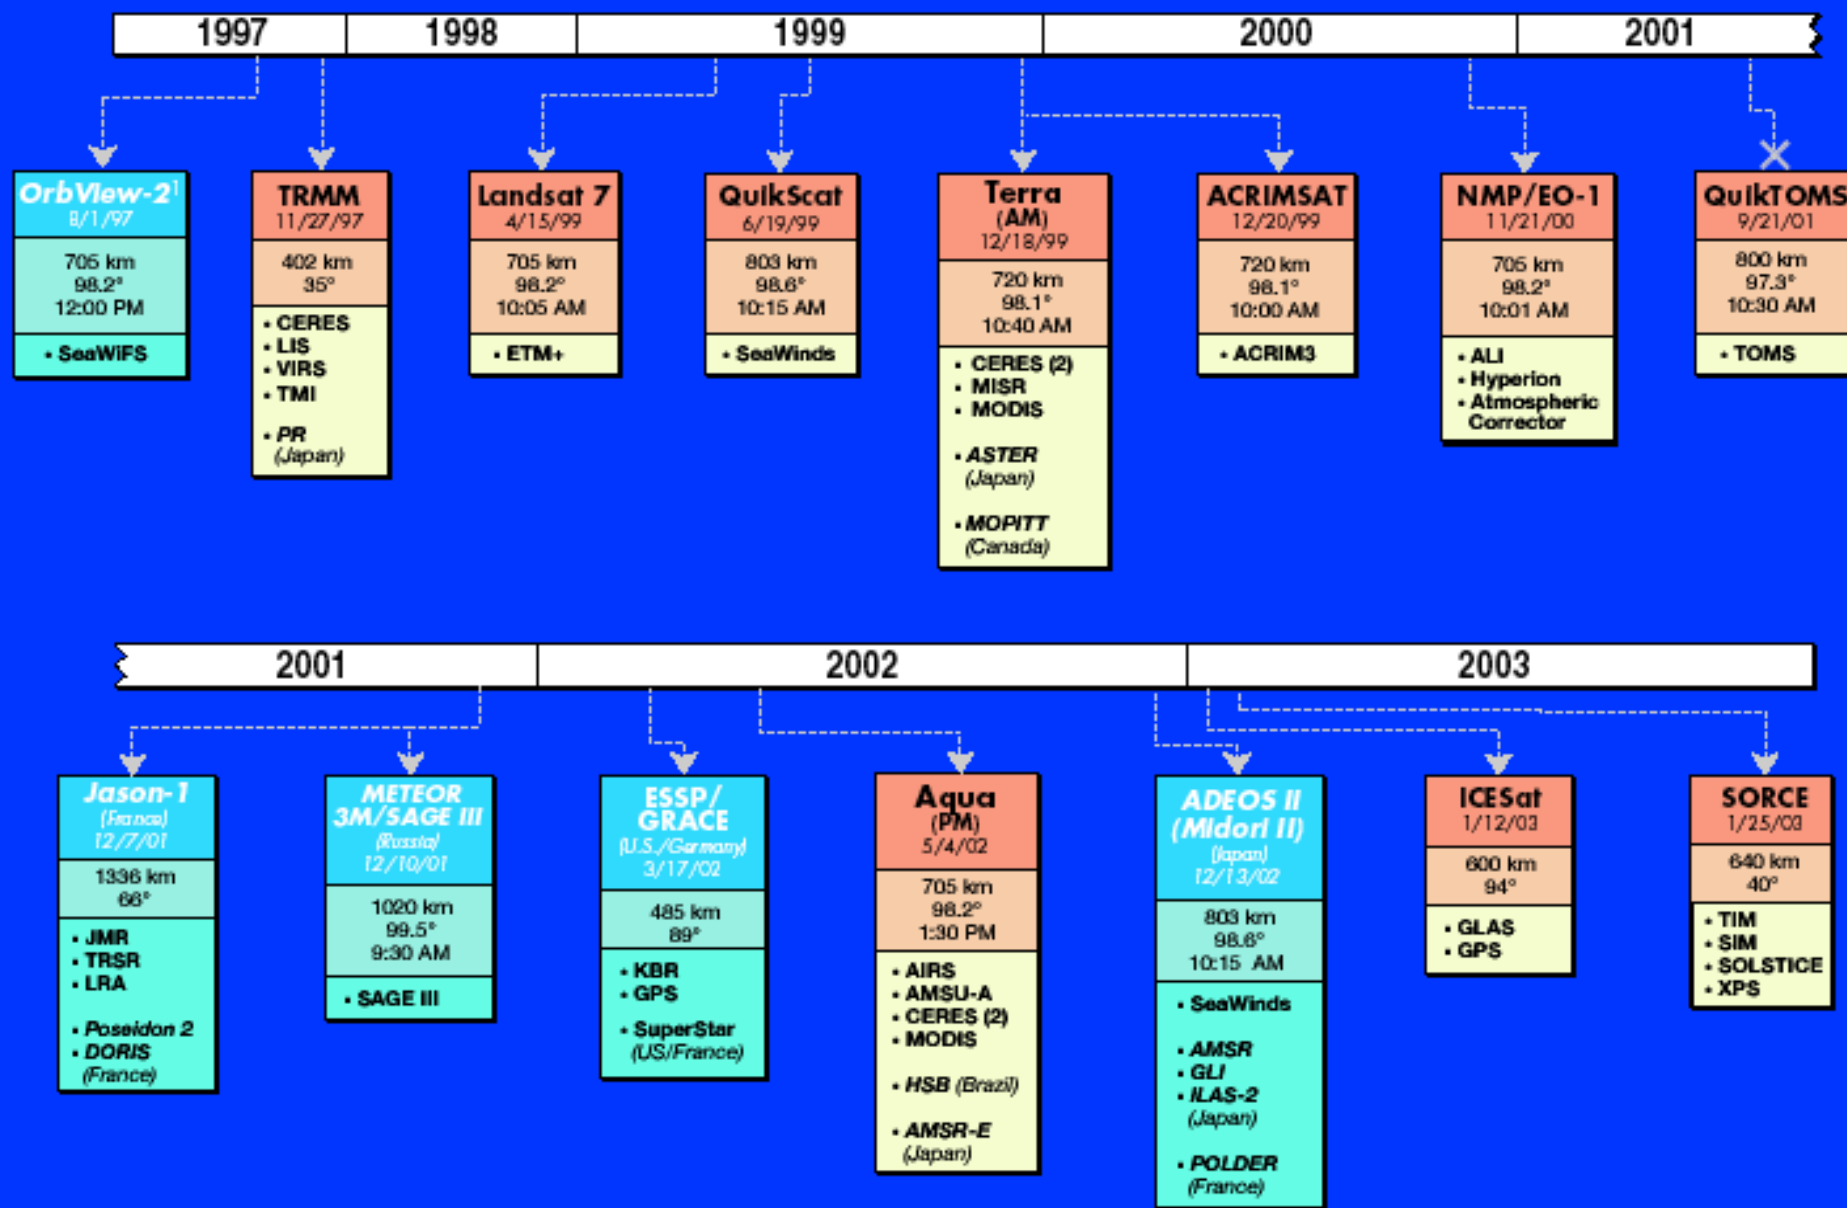 1997
1998
1999
2000
2001
OrbView-2¹
8/1/97
705 km
98.2°
12:00 PM
• SeaWiFS
TRMM
11/27/97
402 km
35°
• CERES
• LIS
• VIRS
• TMI
• PR
(Japan)
Landsat 7
4/15/99
705 km
98.2°
10:05 AM
• ETM+
QuikScat
6/19/99
803 km
98.6°
10:15 AM
• SeaWinds
Terra
(AM)
12/18/99
720 km
98.1°
10:40 AM
• CERES (2)
• MISR
• MODIS
• ASTER
(Japan)
• MOPITT
(Canada)
ACRIMSAT
12/20/99
720 km
98.1°
10:00 AM
• ACRIM3
NMP/EO-1
11/21/00
705 km
98.2°
10:01 AM
• ALI
• Hyperion
• Atmospheric
Corrector
QuikTOMS
9/21/01
800 km
97.3°
10:30 AM
• TOMS
2001
2002
2003
Jason-1
(France)
12/7/01
1336 km
66°
• JMR
• TRSR
• LRA
• Poseidon 2
• DORIS
(France)
METEOR
3M/SAGE III
(Russia)
12/10/01
1020 km
99.5°
9:30 AM
• SAGE III
ESSP/
GRACE
(U.S./Germany)
3/17/02
485 km
89°
• KBR
• GPS
• SuperStar
(US/France)
Aqua
(PM)
5/4/02
705 km
98.2°
1:30 PM
• AIRS
• AMSU-A
• CERES (2)
• MODIS
• HSB (Brazil)
• AMSR-E
(Japan)
ADEOS II
(Midori II)
(Japan)
12/13/02
803 km
98.6°
10:15 AM
• SeaWinds
• AMSR
• GLI
• ILAS-2
(Japan)
• POLDER
(France)
ICESat
1/12/03
600 km
94°
• GLAS
• GPS
SORCE
1/25/03
640 km
40°
• TIM
• SIM
• SOLSTICE
• XPS